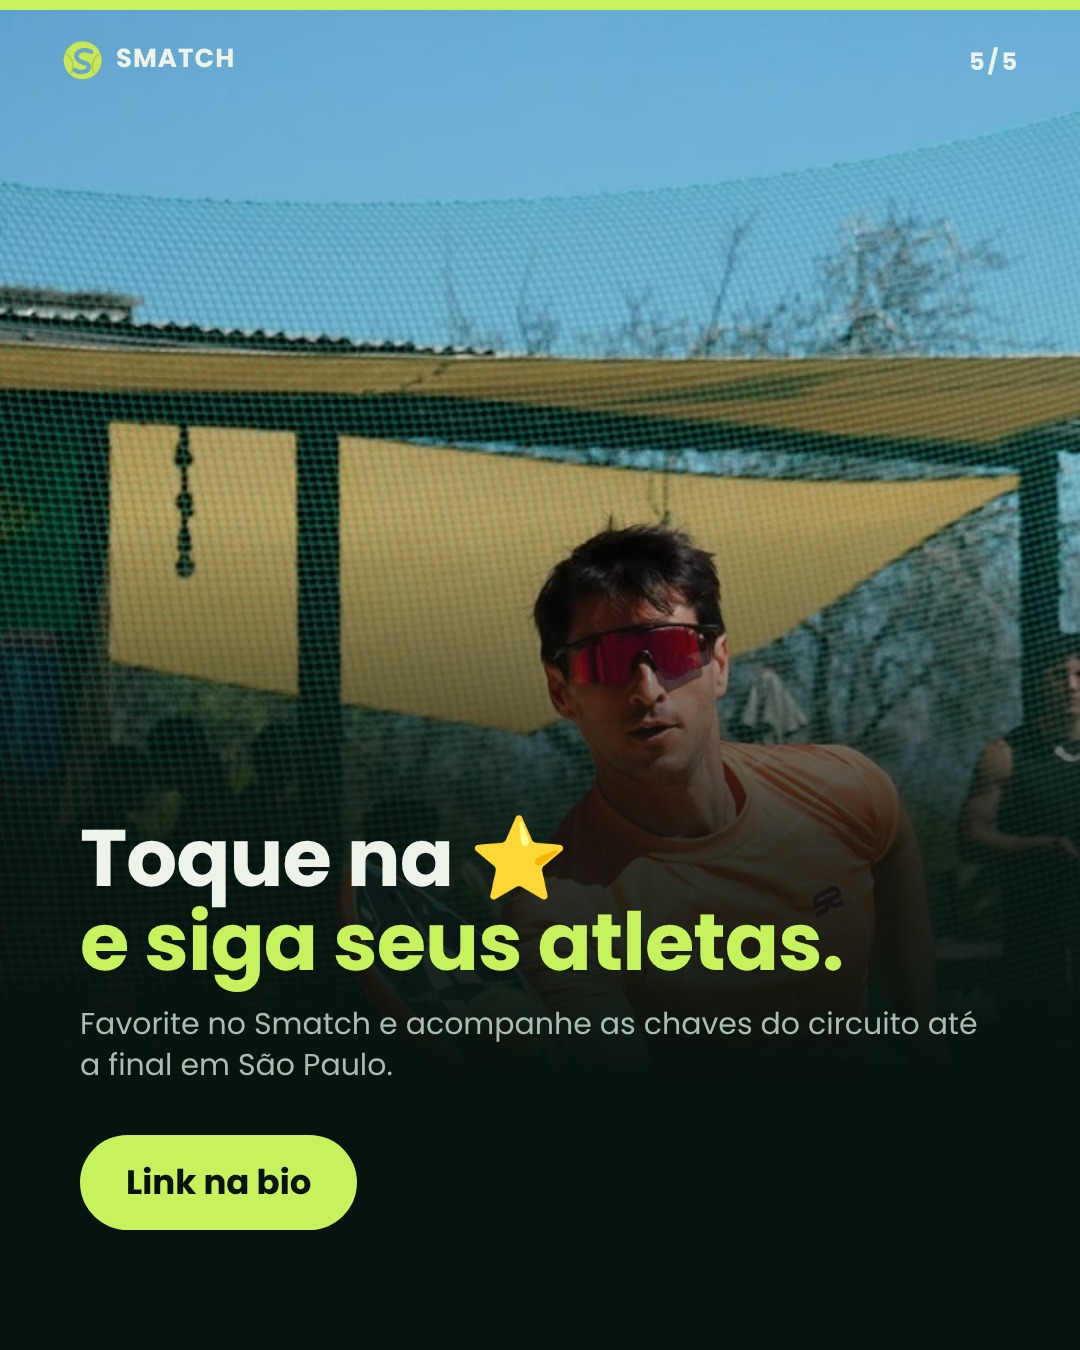 SMATCH
5/5
Toque na ⭐
e siga seus atletas.
Favorite no Smatch e acompanhe as chaves do circuito até
a final em São Paulo.
Link na bio